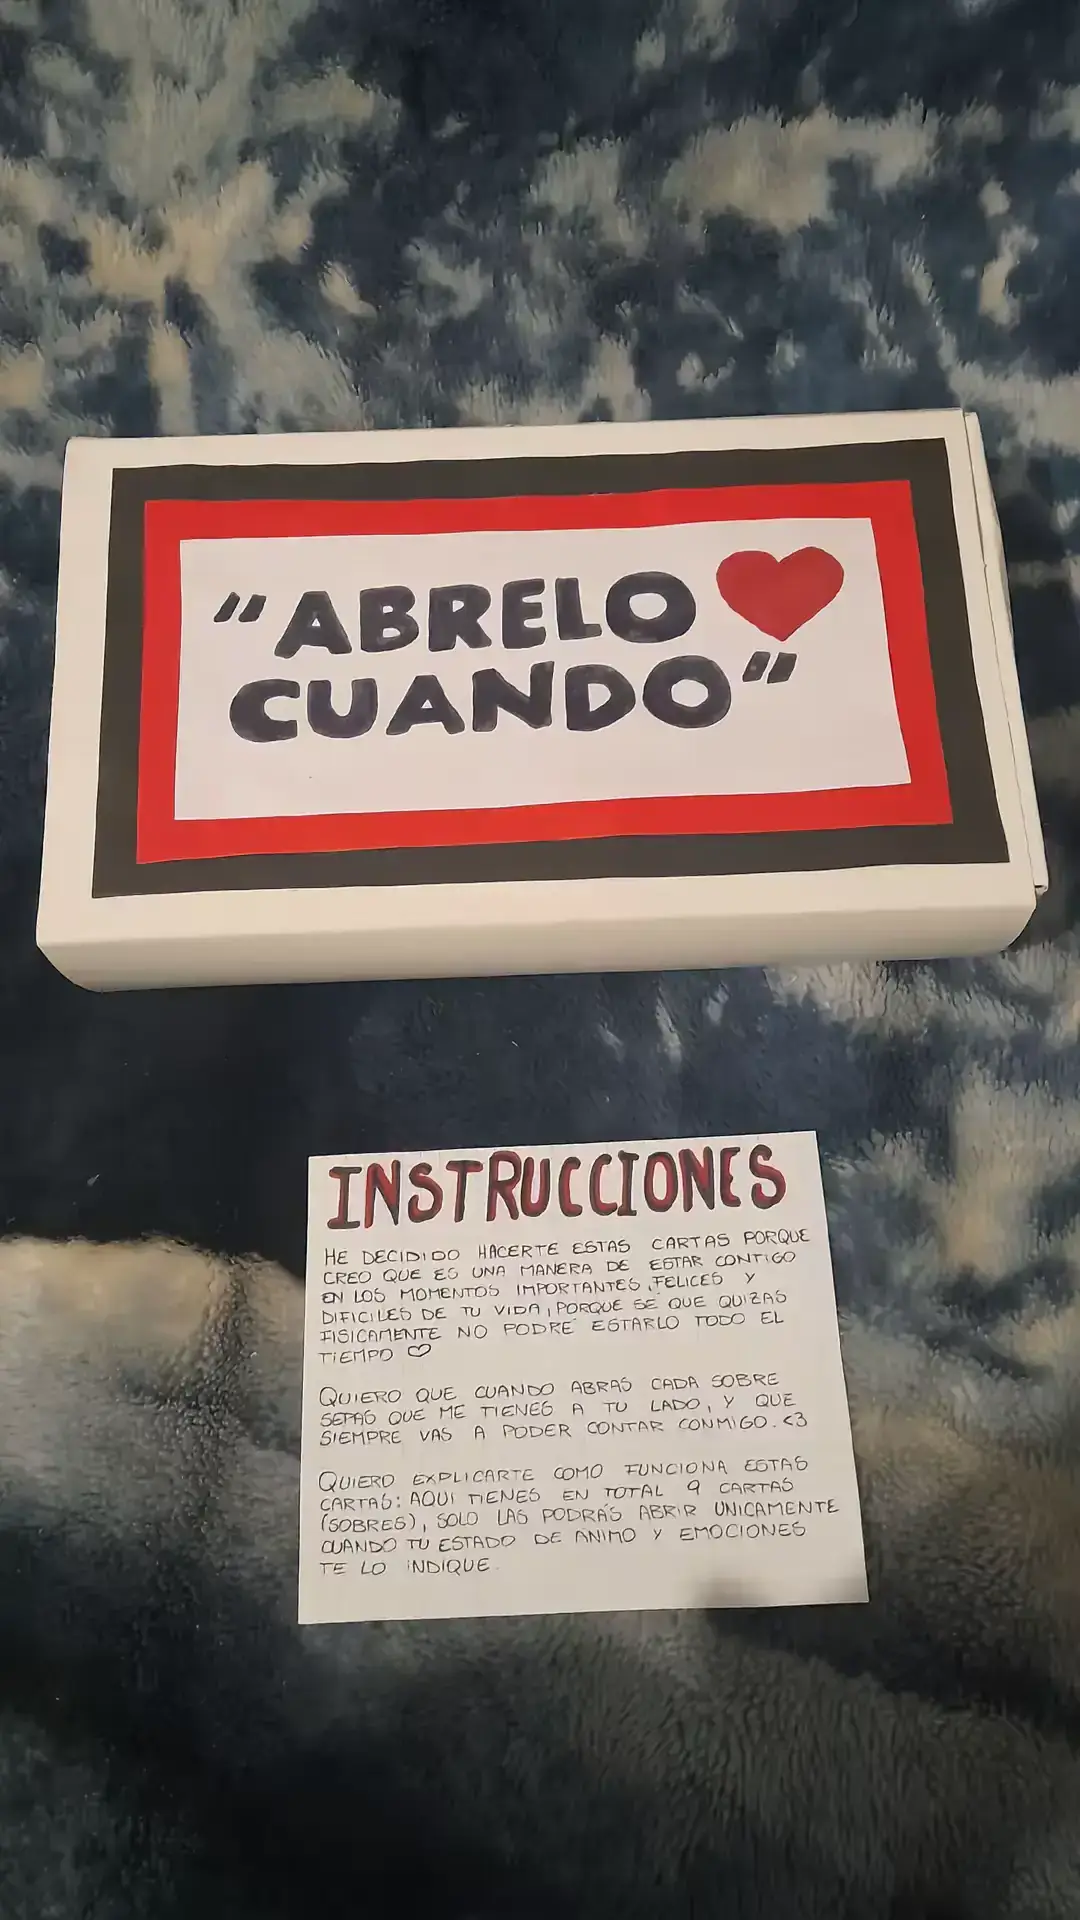 "ABRELO
CUANDO"
INSTRUCCIONES
HE DECIDIDO HACERTE ESTAS CARTAS PORQUE
CREO QUE ES UNA MANERA DE ESTAR CONTIGO
EN LOS MOMENTOS IMPORTANTES, FELICES Y
DIFICILES DE TU VIDA, PORQUE SÉ QUE QUIZAS
FISICAMENTE NO PODRÉ ESTARLO TODO EL
TIEMPO ♡
QUIERO QUE CUANDO ABRAS CADA SOBRE
SEPAS QUE ME TIENES A TU LADO, Y QUE
SIEMPRE VAS A PODER CONTAR CONMIGO. <3
QUIERO EXPLICARTE COMO FUNCIONA ESTAS
CARTAS: AQUI TIENES EN TOTAL 9 CARTAS
(SOBRES), SOLO LAS PODRÁS ABRIR UNICAMENTE
CUANDO TU ESTADO DE ANIMO Y EMOCIONES
TE LO INDIQUE.